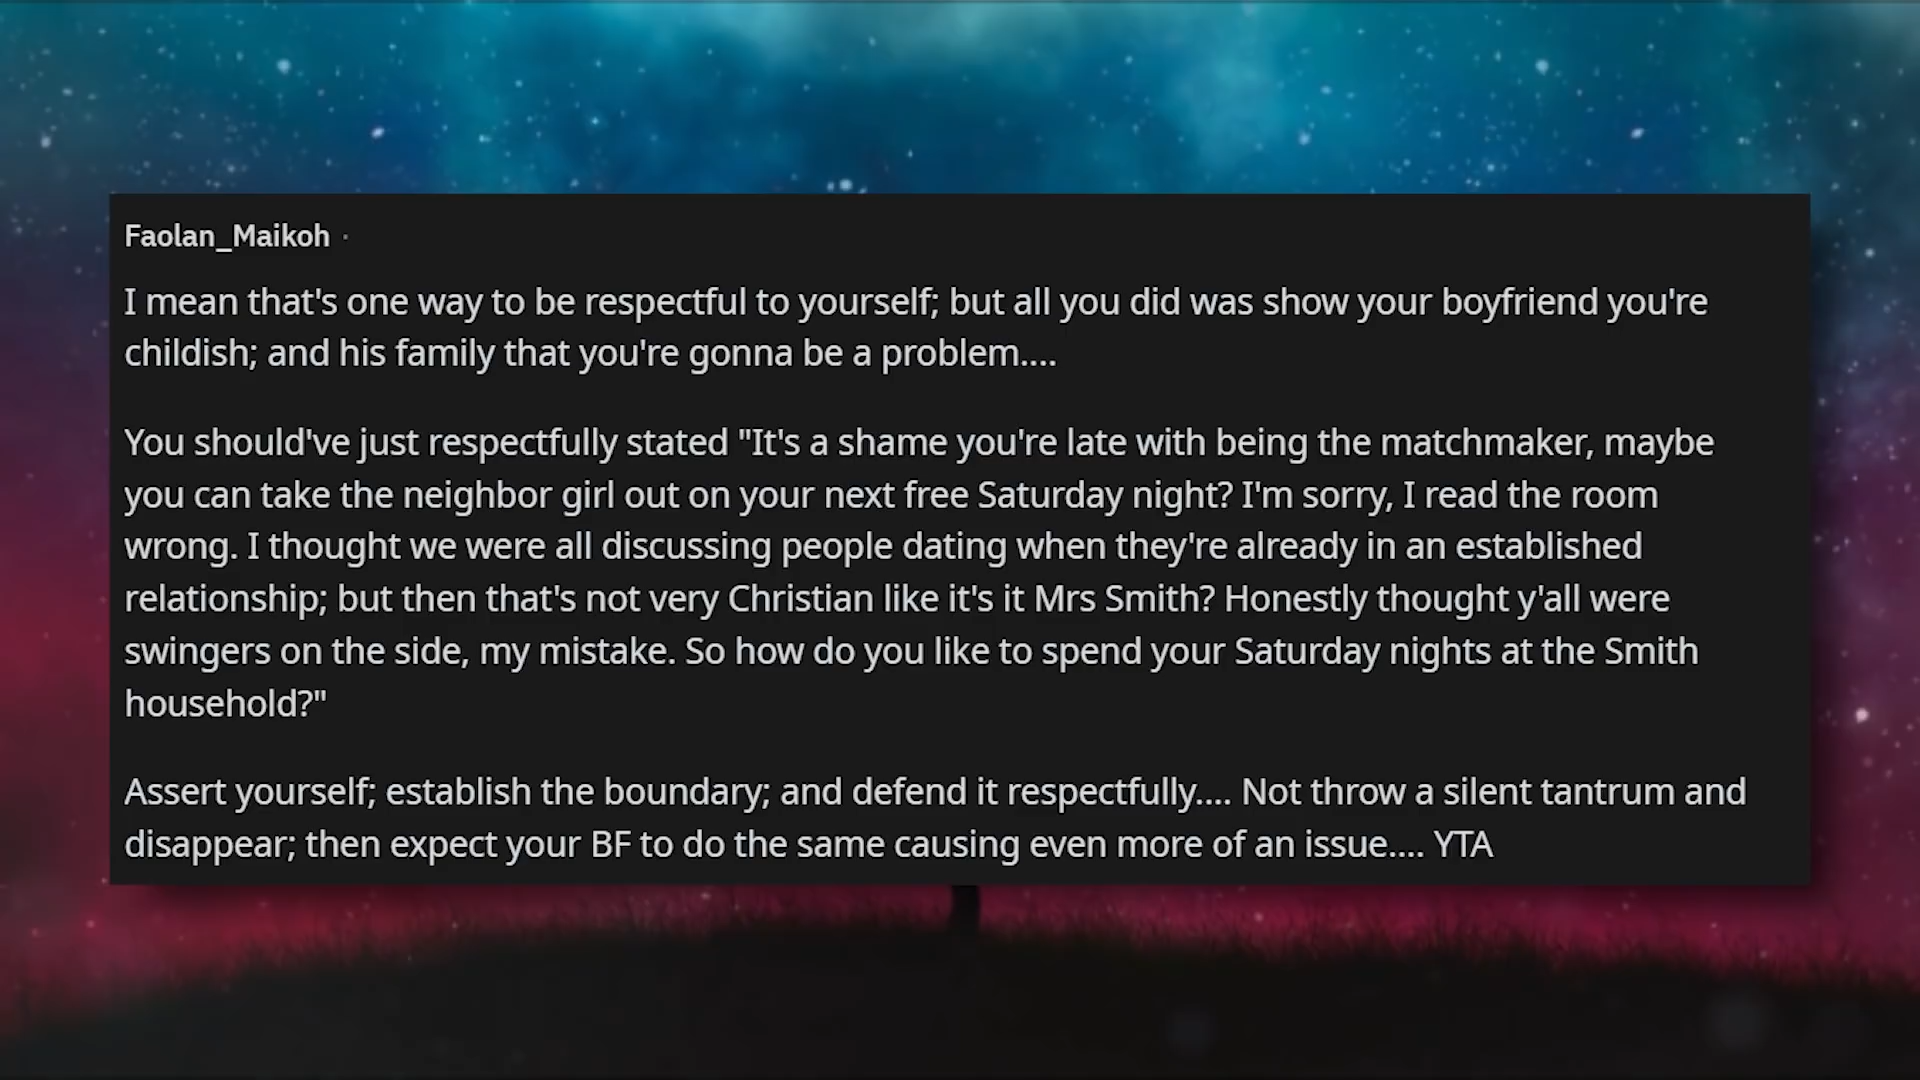 Faolan_Maikoh ·
I mean that's one way to be respectful to yourself; but all you did was show your boyfriend you're
childish; and his family that you're gonna be a problem....
You should've just respectfully stated "It's a shame you're late with being the matchmaker, maybe
you can take the neighbor girl out on your next free Saturday night? I'm sorry, I read the room
wrong. I thought we were all discussing people dating when they're already in an established
relationship; but then that's not very Christian like it's it Mrs Smith? Honestly thought y'all were
swingers on the side, my mistake. So how do you like to spend your Saturday nights at the Smith
household?"
Assert yourself; establish the boundary; and defend it respectfully.... Not throw a silent tantrum and
disappear; then expect your BF to do the same causing even more of an issue.... YTA